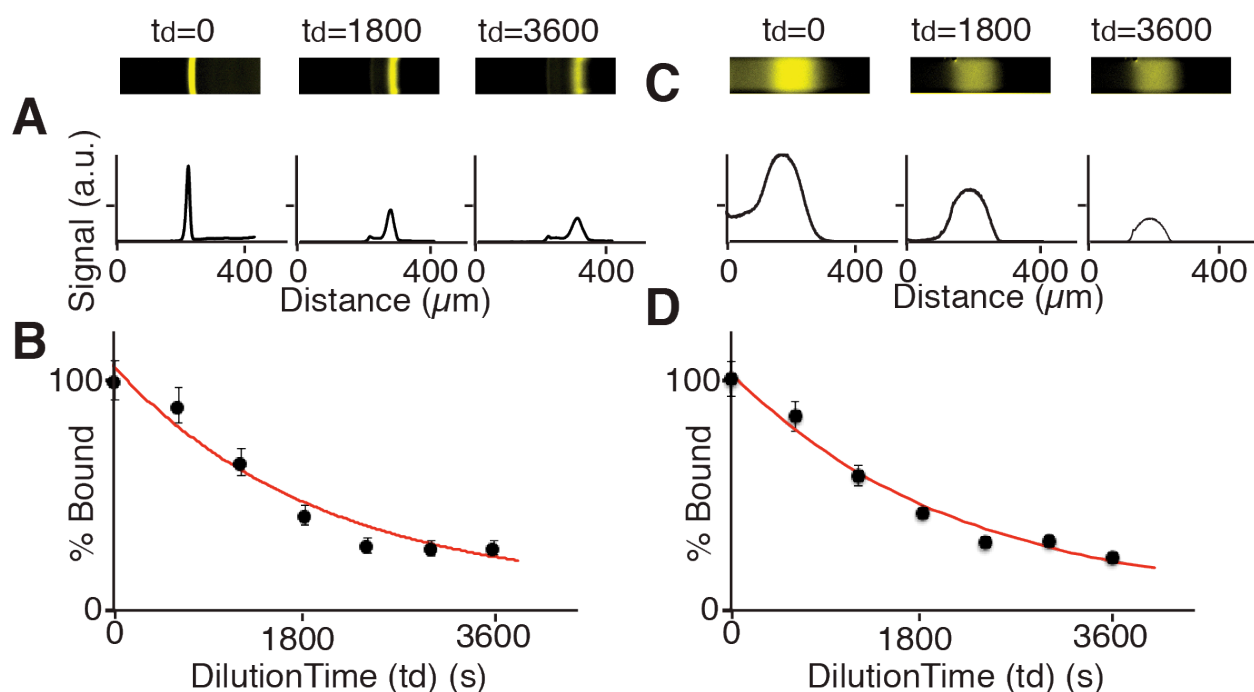 td=0 td=1800 td=3600 td=0 td=1800 td=3600
C
A
Signal (a.u.)
0 400 0 400 0 400 0 400 0 400 0 400
Distance (µm) Distance (µm)
B D
100 100
% Bound % Bound
0 0
0 1800 3600 0 1800 3600
DilutionTime (td) (s) DilutionTime (td) (s)